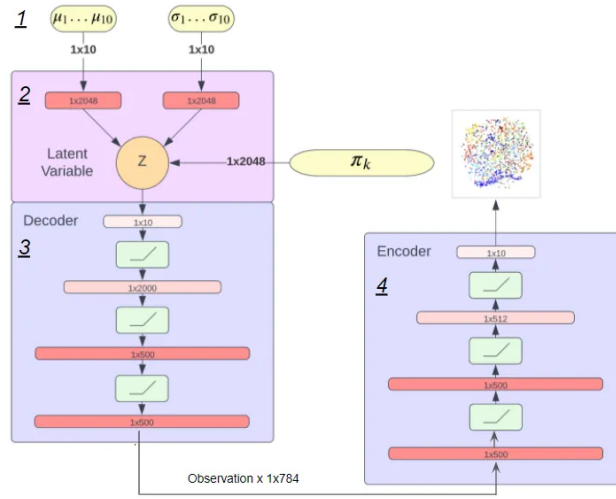 1
μ₁ . . . μ₁₀
σ₁ . . . σ₁₀
1x10
1x10
2
1x2048
1x2048
Latent
Variable
Z
1x2048
πₖ
Decoder
3
1x10
1x2000
1x500
1x500
Encoder
4
1x10
1x512
1x500
1x500
Observation x 1x784